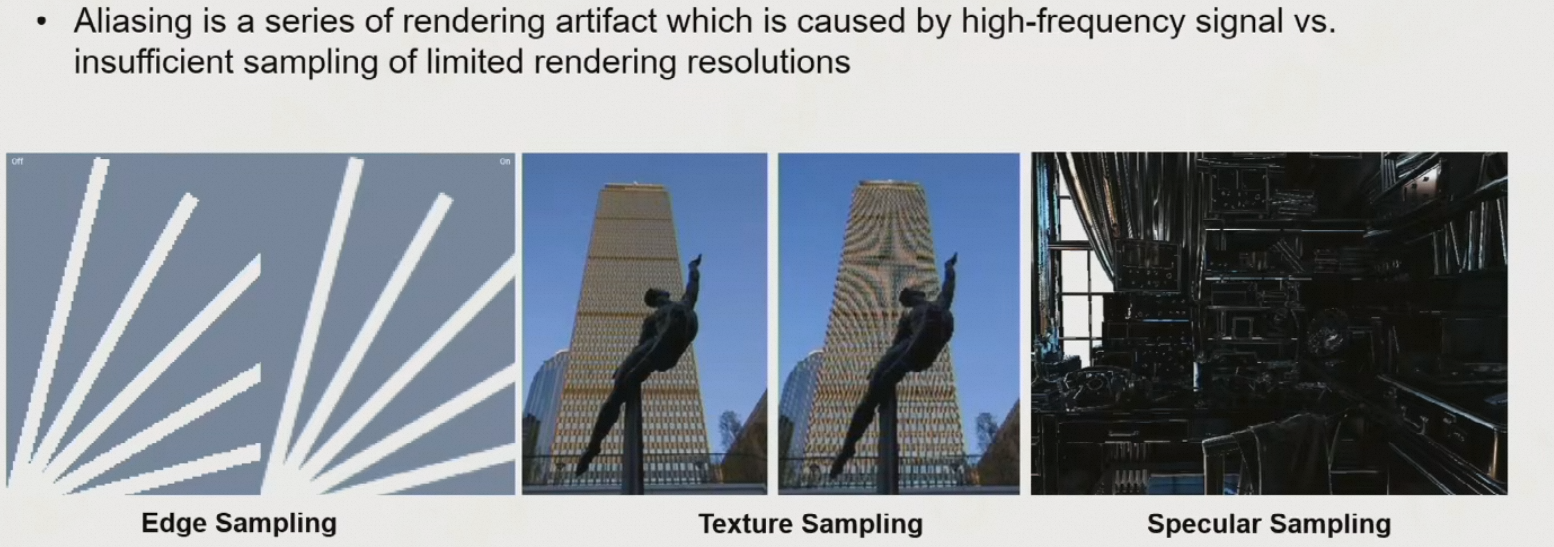 • Aliasing is a series of rendering artifact which is caused by high-frequency signal vs.
insufficient sampling of limited rendering resolutions
Off
On
Edge Sampling
Texture Sampling
Specular Sampling